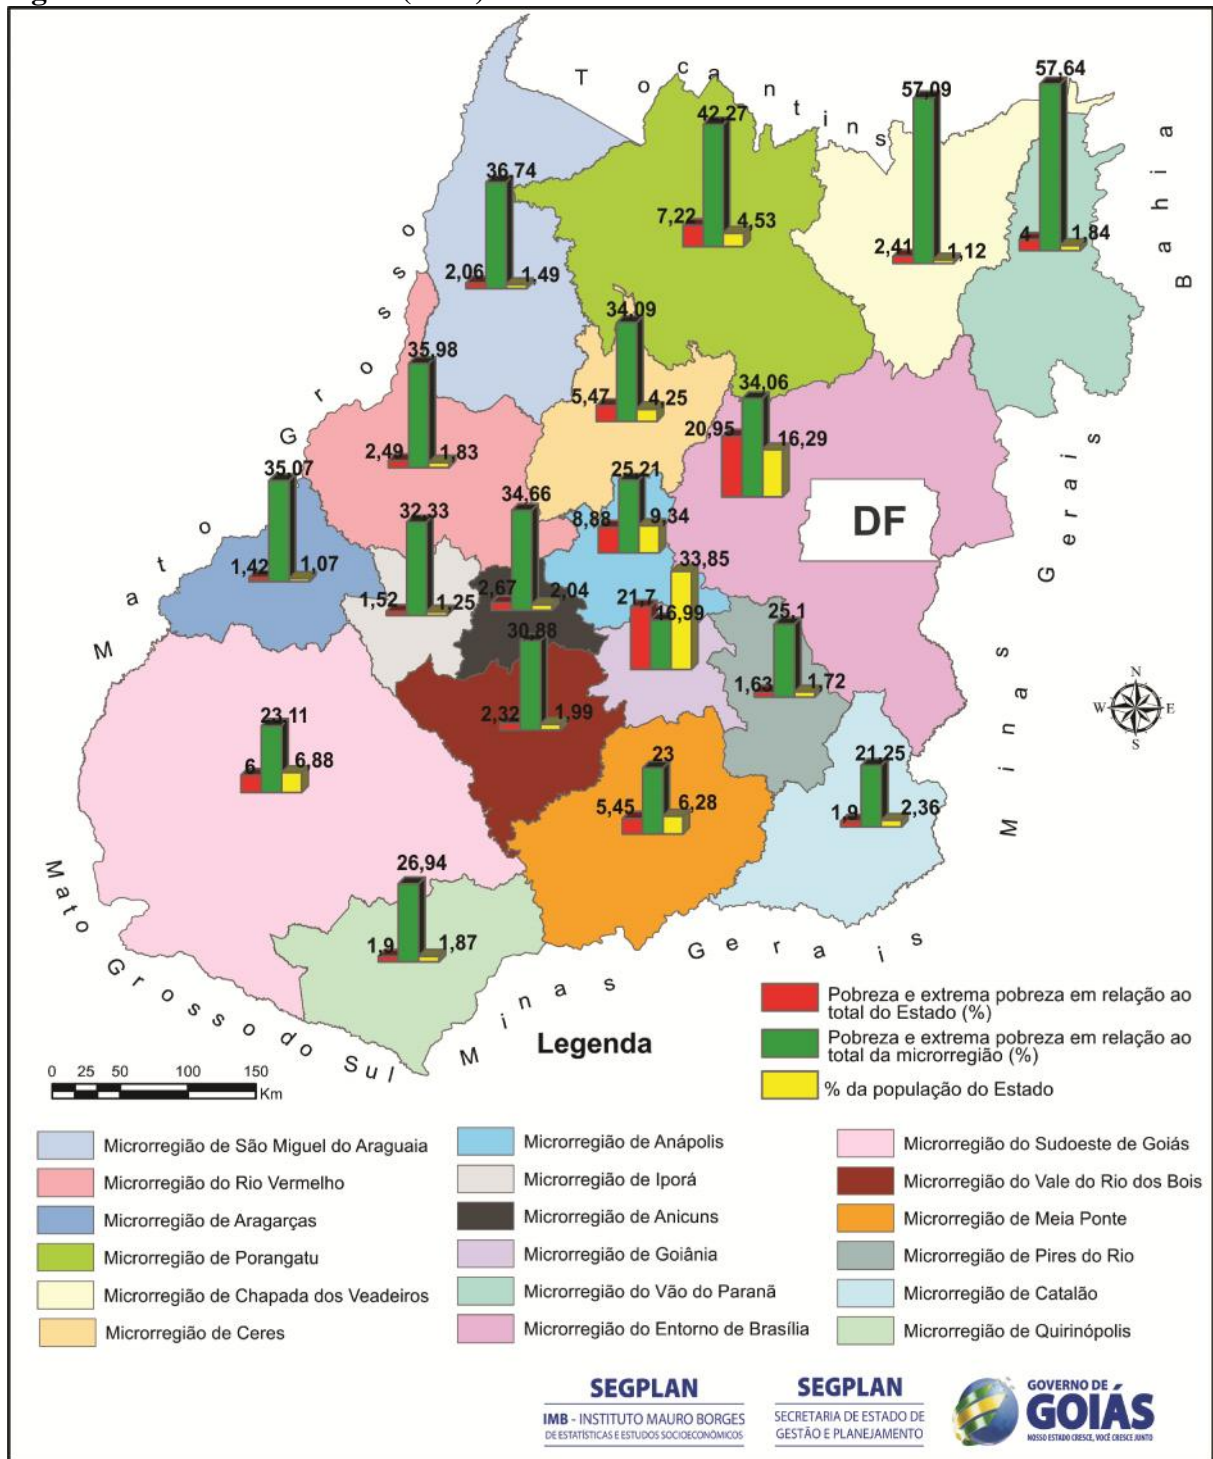 T o c a n t i n s
B a h i a
57,64
57,09
42,27
36,74
7,22
4,53
2,41
1,12
4
1,84
2,06
1,49
34,09
35,98
5,47
4,25
34,06
20,95
16,29
2,49
1,83
25,21
35,07
34,66
8,88
9,34
32,33
DF
33,85
1,42
1,07
1,52
1,25
2,67
2,04
21,7
16,99
25,1
30,88
1,63
1,72
2,32
1,99
23,11
6
6,88
23
5,45
6,28
21,25
1,9
2,36
26,94
1,9
1,87
M a t o G r o s s o
M i n a s G e r a i s
N
W E
S
Mato Grosso do Sul
M i n a s G e r a i s
Legenda
Pobreza e extrema pobreza em relação ao
total do Estado (%)
Pobreza e extrema pobreza em relação ao
total da microrregião (%)
% da população do Estado
0 25 50 100 150
Km
Microrregião de São Miguel do Araguaia
Microrregião do Rio Vermelho
Microrregião de Aragarças
Microrregião de Porangatu
Microrregião de Chapada dos Veadeiros
Microrregião de Ceres
Microrregião de Anápolis
Microrregião de Iporá
Microrregião de Anicuns
Microrregião de Goiânia
Microrregião do Vão do Paranã
Microrregião do Entorno de Brasília
Microrregião do Sudoeste de Goiás
Microrregião do Vale do Rio dos Bois
Microrregião de Meia Ponte
Microrregião de Pires do Rio
Microrregião de Catalão
Microrregião de Quirinópolis
SEGPLAN
IMB - INSTITUTO MAURO BORGES
DE ESTATÍSTICAS E ESTUDOS SOCIOECONÔMICOS
SEGPLAN
SECRETARIA DE ESTADO DE
GESTÃO E PLANEJAMENTO
GOVERNO DE
GOIÁS
NOSSO ESTADO CRESCE, VOCÊ CRESCE JUNTO